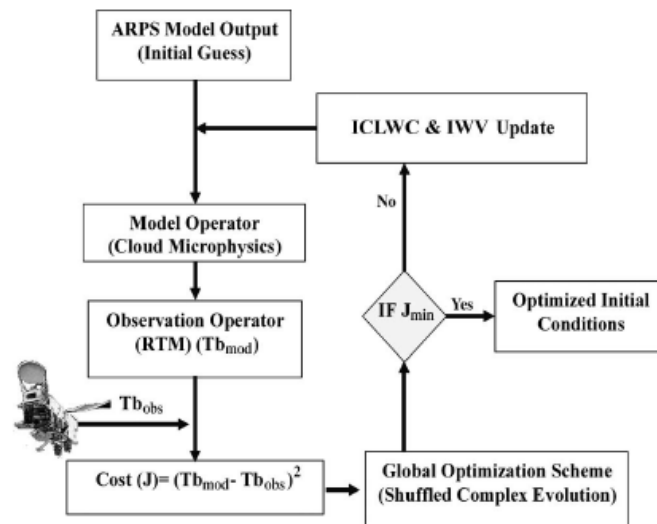 ARPS Model Output
(Initial Guess)
ICLWC & IWV Update
No
Model Operator
(Cloud Microphysics)
IF Jmin
Yes
Optimized Initial
Conditions
Observation Operator
(RTM) (Tbmod)
Tbobs
Cost (J)= (Tbmod- Tbobs)2
Global Optimization Scheme
(Shuffled Complex Evolution)